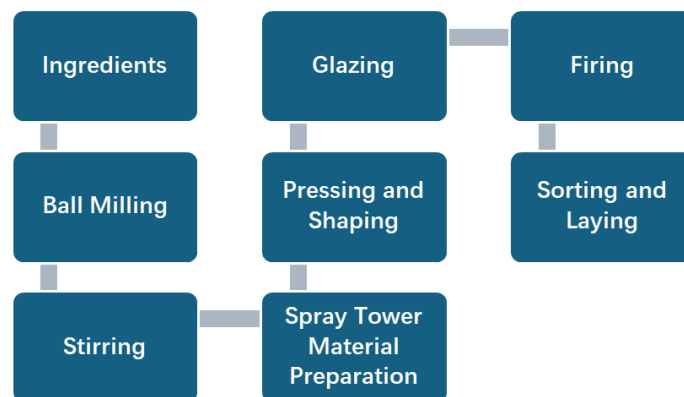 Ingredients
Ball Milling
Stirring
Spray Tower
Material
Preparation
Pressing and
Shaping
Glazing
Firing
Sorting and
Laying